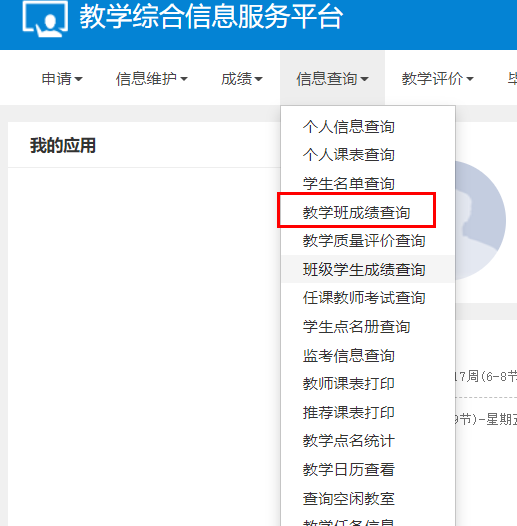 教学综合信息服务平台
申请 信息维护 成绩 信息查询 教学评价
我的应用
个人信息查询
个人课表查询
学生名单查询
教学班成绩查询
教学质量评价查询
班级学生成绩查询
任课教师考试查询
学生点名册查询
监考信息查询
17周(6-8节
教师课表打印
推荐课表打印
9节)-星期五
教学点名统计
教学日历查看
查询空闲教室
教学任务信息